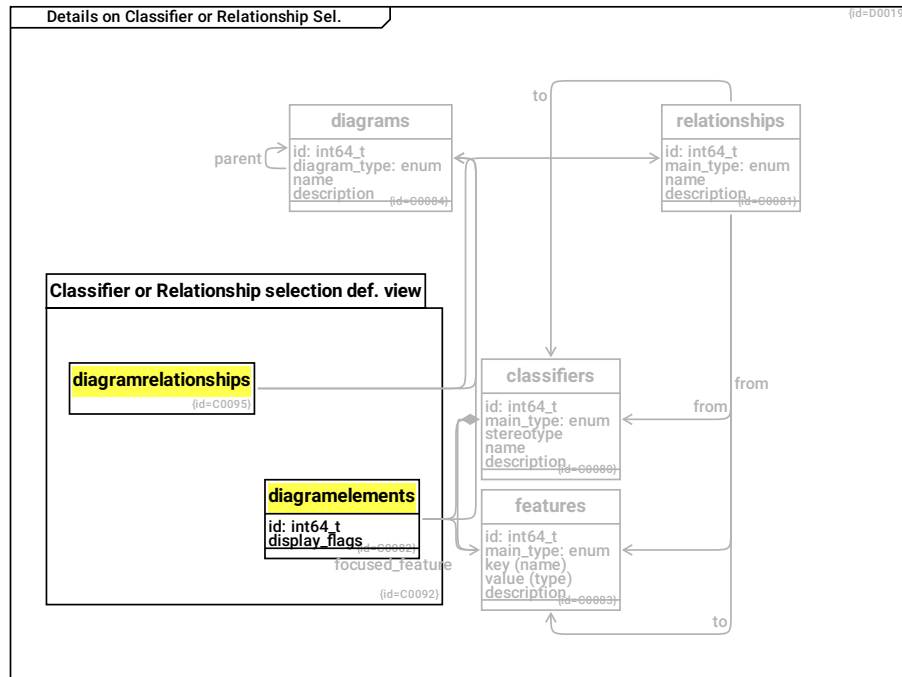 Details on Classifier or Relationship Sel.
{id=D0019
to
diagrams
id: int64_t
diagram_type: enum
name
description
{id=C0084}
parent
relationships
id: int64_t
main_type: enum
name
description
{id=C0081}
Classifier or Relationship selection def. view
diagramrelationships
{id=C0095}
classifiers
id: int64_t
main_type: enum
stereotype
name
description
{id=C0080}
from
from
diagramelements
id: int64_t
display_flags
{id=C0082}
focused_feature
{id=C0092}
features
id: int64_t
main_type: enum
key (name)
value (type)
description
{id=C0083}
to